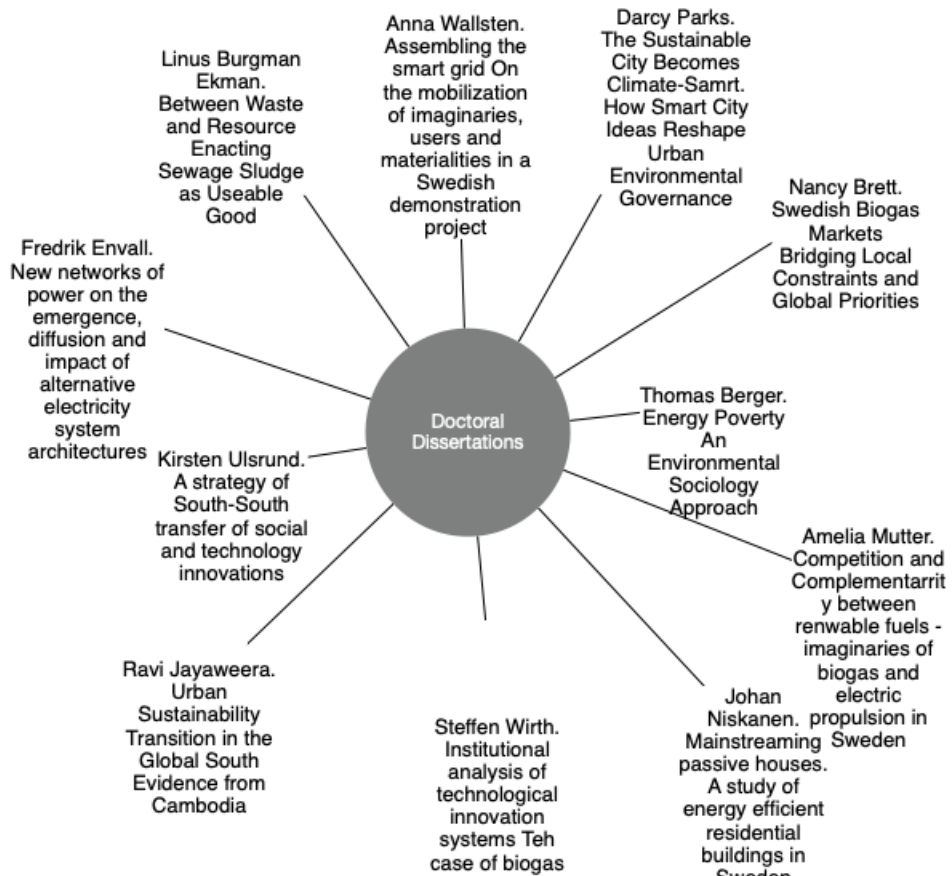 Anna Wallsten.
Assembling the
smart grid On
the mobilization
of imaginaries,
users and
materialities in a
Swedish
demonstration
project
Darcy Parks.
The Sustainable
City Becomes
Climate-Samrt.
How Smart City
Ideas Reshape
Urban
Environmental
Governance
Linus Burgman
Ekman.
Between Waste
and Resource
Enacting
Sewage Sludge
as Useable
Good
Nancy Brett.
Swedish Biogas
Markets
Bridging Local
Constraints and
Global Priorities
Fredrik Envall.
New networks of
power on the
emergence,
diffusion and
impact of
alternative
electricity
system
architectures
Doctoral
Dissertations
Thomas Berger.
Energy Poverty
An
Environmental
Sociology
Approach
Kirsten Ulsrund.
A strategy of
South-South
transfer of social
and technology
innovations
Amelia Mutter.
Competition and
Complementarrit
y between
renwable fuels -
imaginaries of
biogas and
electric
propulsion in
Sweden
Ravi Jayaweera.
Urban
Sustainability
Transition in the
Global South
Evidence from
Cambodia
Steffen Wirth.
Institutional
analysis of
technological
innovation
systems Teh
case of biogas
Johan
Niskanen.
Mainstreaming
passive houses.
A study of
energy efficient
residential
buildings in
Sweden